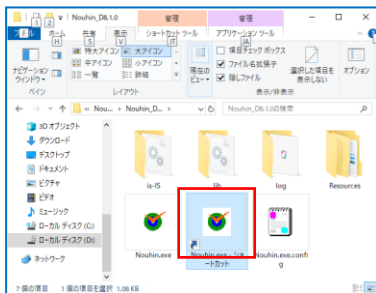 Nouhin_D8.1.0
管理
管理
ファイル
ホーム
共有
表示
ショートカット ツール
アプリケーション ツール
F
H
S
V
JT
JA
ナビゲーション
ウィンドウ▾
特大アイコン
大アイコン
中アイコン
小アイコン
一覧
詳細
現在の
ビュー▾
項目チェック ボックス
ファイル名拡張子
隠しファイル
選択した項目を
表示しない
オプション
ペイン
レイアウト
表示/非表示
« Nou... › Nouhin_D... ›
Nouhin_D8.1.0の検索
3D オブジェクト
ダウンロード
デスクトップ
ドキュメント
ピクチャ
ビデオ
ミュージック
ローカル ディスク (C:)
ローカル ディスク (D:)
ネットワーク
is-IS
lib
log
Resources
Nouhin.exe
Nouhin.exe - ショ
ートカット
Nouhin.exe.confi
g
7 個の項目
1 個の項目を選択 1.08 KB